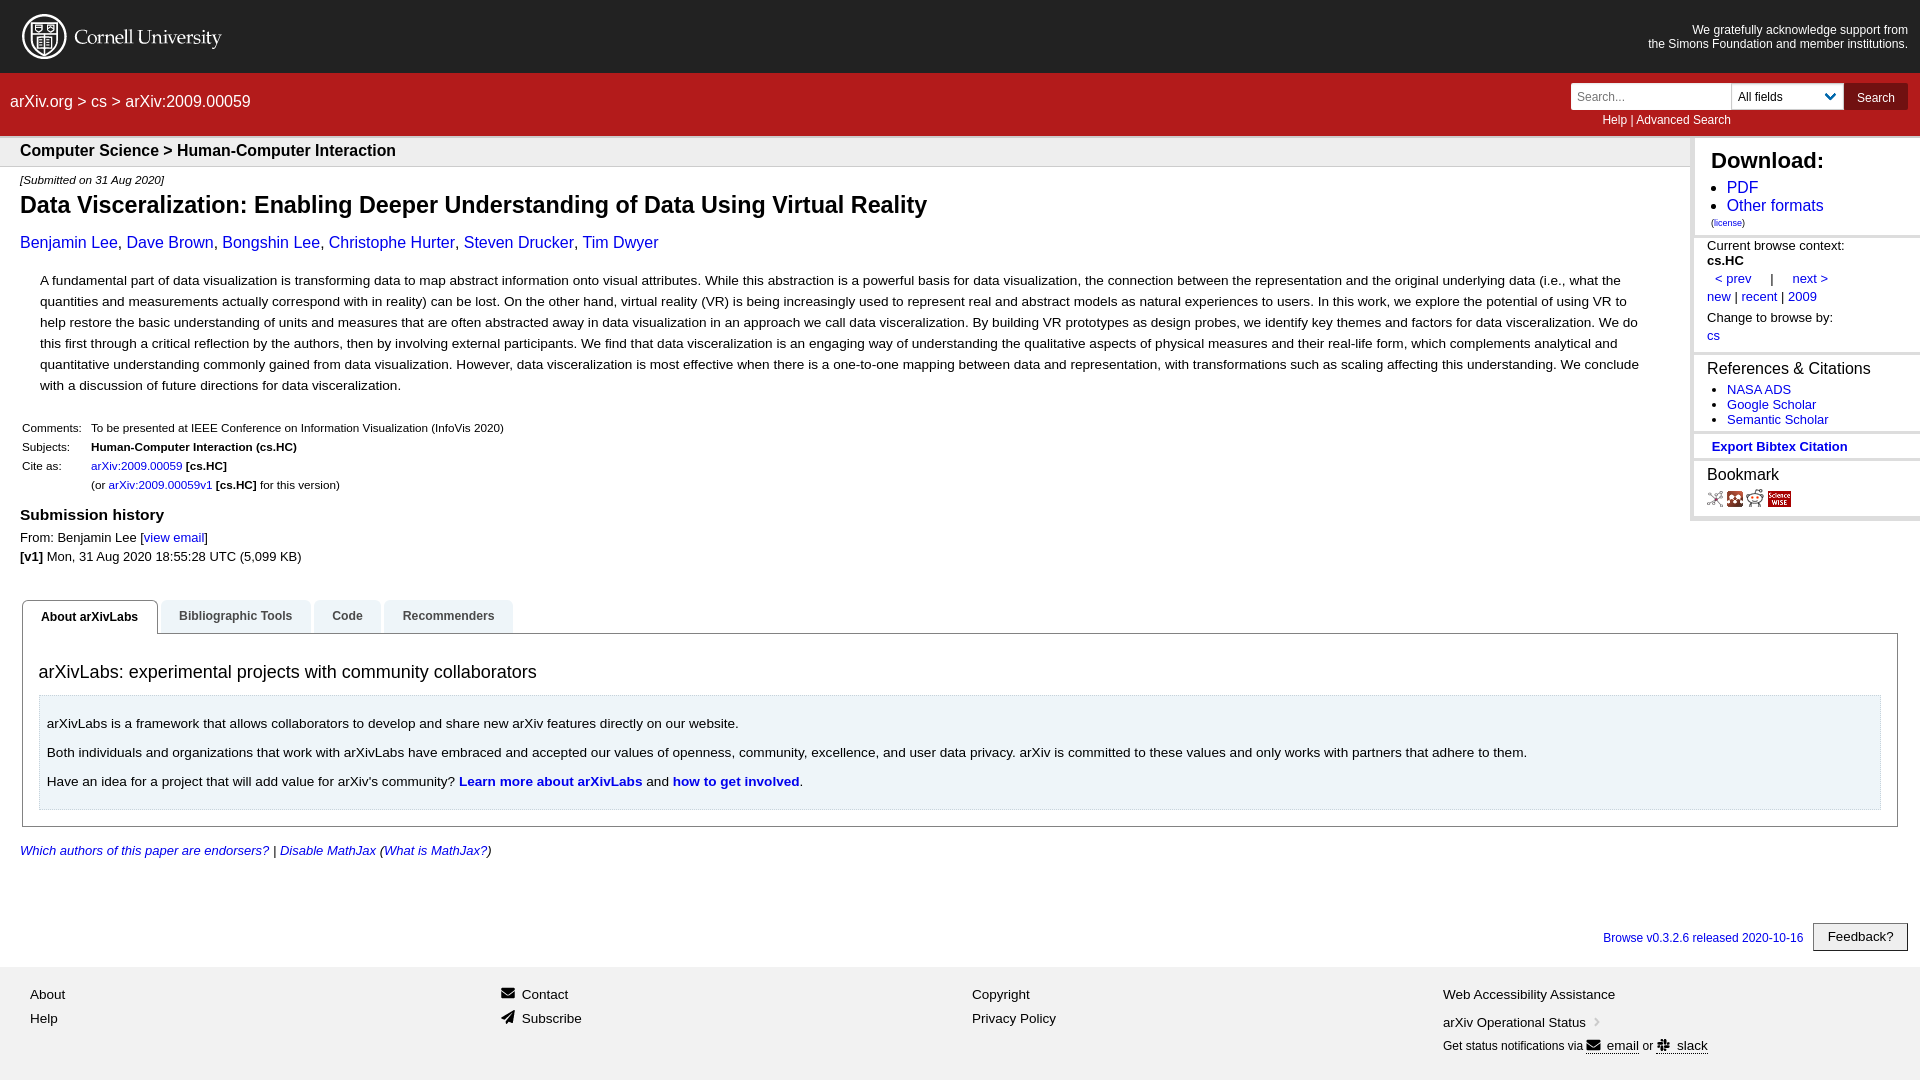 Cornell University
We gratefully acknowledge support from
the Simons Foundation and member institutions.
arXiv.org > cs > arXiv:2009.00059
Search...
All fields
Search
Help | Advanced Search
Computer Science > Human-Computer Interaction
[Submitted on 31 Aug 2020]
Data Visceralization: Enabling Deeper Understanding of Data Using Virtual Reality
Benjamin Lee, Dave Brown, Bongshin Lee, Christophe Hurter, Steven Drucker, Tim Dwyer
A fundamental part of data visualization is transforming data to map abstract information onto visual attributes. While this abstraction is a powerful basis for data visualization, the connection between the representation and the original underlying data (i.e., what the
quantities and measurements actually correspond with in reality) can be lost. On the other hand, virtual reality (VR) is being increasingly used to represent real and abstract models as natural experiences to users. In this work, we explore the potential of using VR to
help restore the basic understanding of units and measures that are often abstracted away in data visualization in an approach we call data visceralization. By building VR prototypes as design probes, we identify key themes and factors for data visceralization. We do
this first through a critical reflection by the authors, then by involving external participants. We find that data visceralization is an engaging way of understanding the qualitative aspects of physical measures and their real-life form, which complements analytical and
quantitative understanding commonly gained from data visualization. However, data visceralization is most effective when there is a one-to-one mapping between data and representation, with transformations such as scaling affecting this understanding. We conclude
with a discussion of future directions for data visceralization.
Comments: To be presented at IEEE Conference on Information Visualization (InfoVis 2020)
Subjects: Human-Computer Interaction (cs.HC)
Cite as: arXiv:2009.00059 [cs.HC]
(or arXiv:2009.00059v1 [cs.HC] for this version)
Submission history
From: Benjamin Lee [view email]
[v1] Mon, 31 Aug 2020 18:55:28 UTC (5,099 KB)
Download:
PDF
Other formats
(license)
Current browse context:
cs.HC
< prev | next >
new | recent | 2009
Change to browse by:
cs
References & Citations
NASA ADS
Google Scholar
Semantic Scholar
Export Bibtex Citation
Bookmark
Science
WISE
About arXivLabs
Bibliographic Tools
Code
Recommenders
arXivLabs: experimental projects with community collaborators
arXivLabs is a framework that allows collaborators to develop and share new arXiv features directly on our website.
Both individuals and organizations that work with arXivLabs have embraced and accepted our values of openness, community, excellence, and user data privacy. arXiv is committed to these values and only works with partners that adhere to them.
Have an idea for a project that will add value for arXiv's community? Learn more about arXivLabs and how to get involved.
Which authors of this paper are endorsers? | Disable MathJax (What is MathJax?)
Browse v0.3.2.6 released 2020-10-16
Feedback?
About
Help
Contact
Subscribe
Copyright
Privacy Policy
Web Accessibility Assistance
arXiv Operational Status
Get status notifications via email or slack